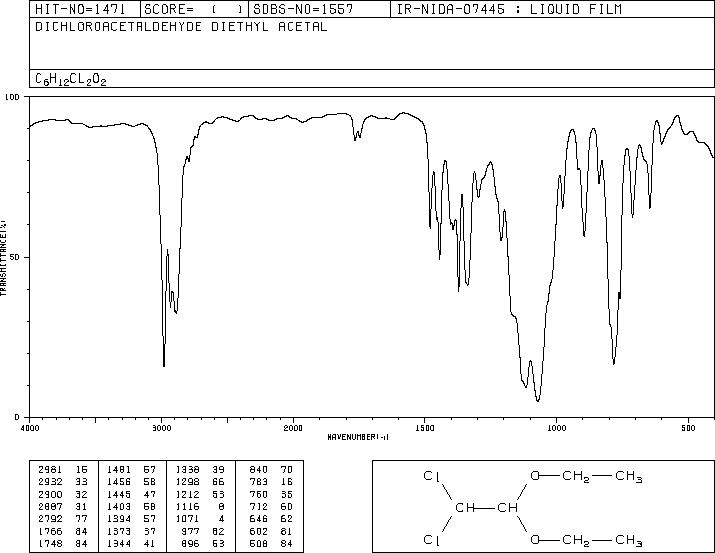 HIT-NO=1471 SCORE= ( ) SDBS-NO=1557 IR-NIDA-07445 : LIQUID FILM
DICHLOROACETALDEHYDE DIETHYL ACETAL
C6H12CL2O2
100
50
0
TRANSMITTANCE(%)
4000 3000 2000 1500 1000 500
WAVENUMBER(-1)
2981 16 1481 57 1338 39 840 70
2932 33 1456 58 1298 66 783 16
2900 32 1445 47 1212 53 760 35
2887 31 1403 58 1116 8 712 60
2792 77 1394 57 1071 4 646 62
1766 84 1373 37 977 62 602 81
1748 84 1344 41 896 53 508 84
Cl O CH2 CH3
CH CH
Cl O CH2 CH3